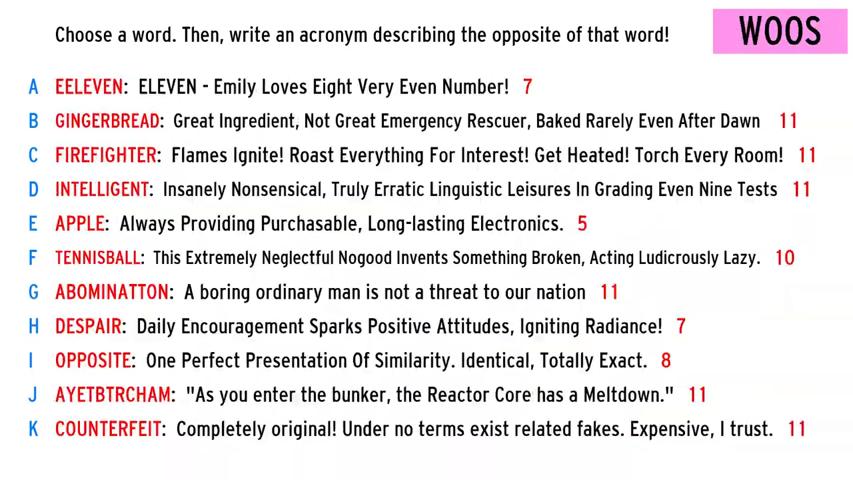 Choose a word. Then, write an acronym describing the opposite of that word!
WOOS
A EELEVEN: ELEVEN - Emily Loves Eight Very Even Number! 7
B GINGERBREAD: Great Ingredient, Not Great Emergency Rescuer, Baked Rarely Even After Dawn 11
C FIREFIGHTER: Flames Ignite! Roast Everything For Interest! Get Heated! Torch Every Room! 11
D INTELLIGENT: Insanely Nonsensical, Truly Erratic Linguistic Leisures In Grading Even Nine Tests 11
E APPLE: Always Providing Purchasable, Long-lasting Electronics. 5
F TENNISBALL: This Extremely Neglectful Nogood Invents Something Broken, Acting Ludicrously Lazy. 10
G ABOMINATTON: A boring ordinary man is not a threat to our nation 11
H DESPAIR: Daily Encouragement Sparks Positive Attitudes, Igniting Radiance! 7
I OPPOSITE: One Perfect Presentation Of Similarity. Identical, Totally Exact. 8
J AYETBTRCHAM: "As you enter the bunker, the Reactor Core has a Meltdown." 11
K COUNTERFEIT: Completely original! Under no terms exist related fakes. Expensive, I trust. 11